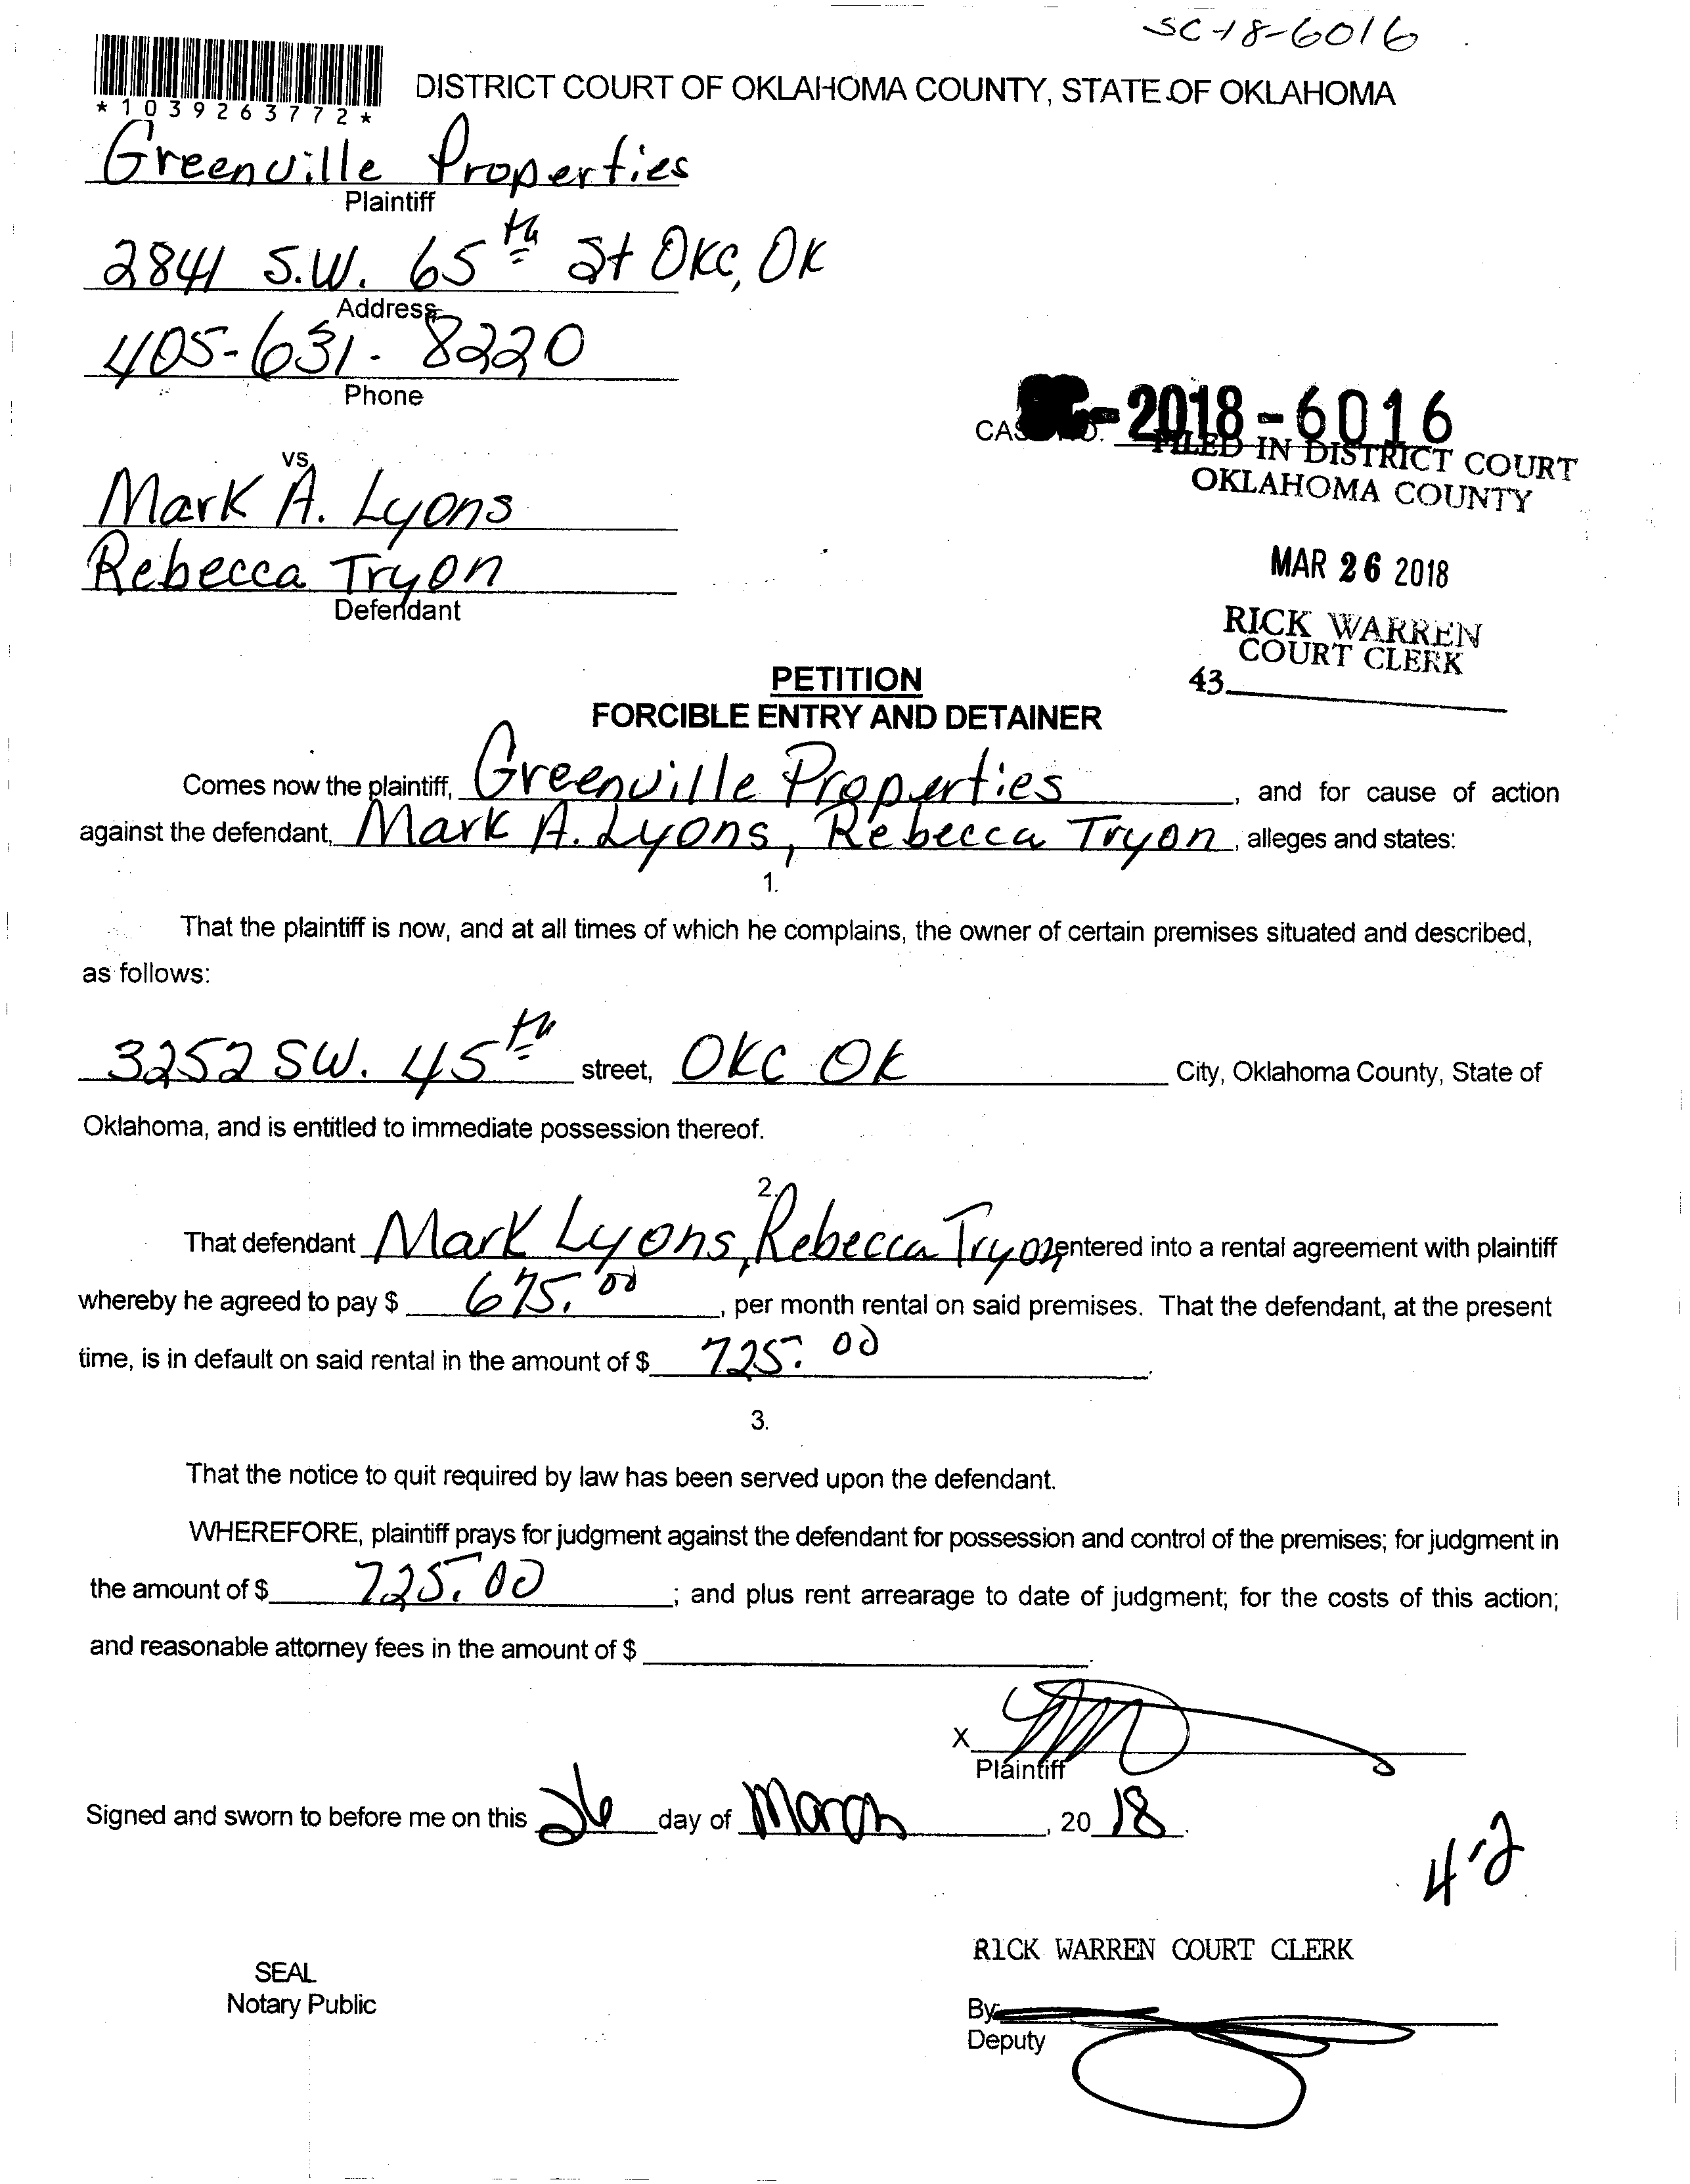 SC-18-6016
*1039263772*
DISTRICT COURT OF OKLAHOMA COUNTY, STATE OF OKLAHOMA
Greenville Properties
Plaintiff
2841 S.W. 65th St OKC, OK
Address
405-631-8220
Phone
SC-2018-6016
FILED IN DISTRICT COURT
OKLAHOMA COUNTY
vs.
Mark A. Lyons
Rebecca Tryon
Defendant
MAR 26 2018
RICK WARREN
COURT CLERK
43
PETITION
FORCIBLE ENTRY AND DETAINER
Comes now the plaintiff, Greenville Properties, and for cause of action
against the defendant, Mark A. Lyons, Rebecca Tryon, alleges and states:
1.
That the plaintiff is now, and at all times of which he complains, the owner of certain premises situated and described,
as follows:
3252 SW. 45th street, OKC OK City, Oklahoma County, State of
Oklahoma, and is entitled to immediate possession thereof.
2.
That defendant Mark Lyons, Rebecca Tryon entered into a rental agreement with plaintiff
whereby he agreed to pay $ 675.00, per month rental on said premises. That the defendant, at the present
time, is in default on said rental in the amount of $ 725.00.
3.
That the notice to quit required by law has been served upon the defendant.
WHEREFORE, plaintiff prays for judgment against the defendant for possession and control of the premises; for judgment in
the amount of $ 725.00; and plus rent arrearage to date of judgment; for the costs of this action;
and reasonable attorney fees in the amount of $ .
X
Plaintiff
Signed and sworn to before me on this 26 day of March, 20 18.
4-2
RICK WARREN COURT CLERK
SEAL
Notary Public
By
Deputy